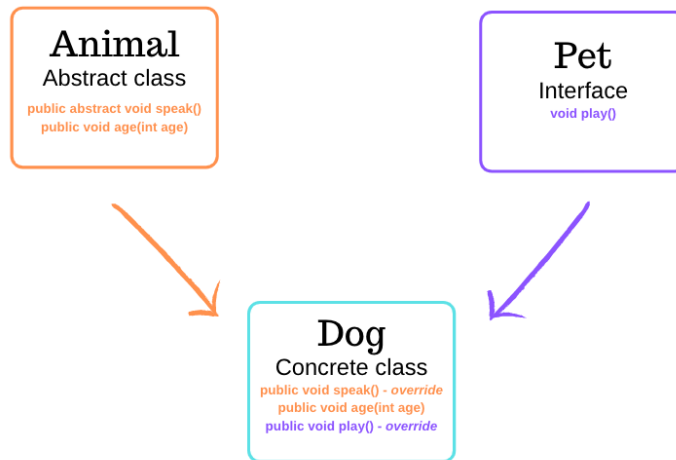 Animal
Abstract class
public abstract void speak()
public void age(int age)
Pet
Interface
void play()
Dog
Concrete class
public void speak() - override
public void age(int age)
public void play() - override